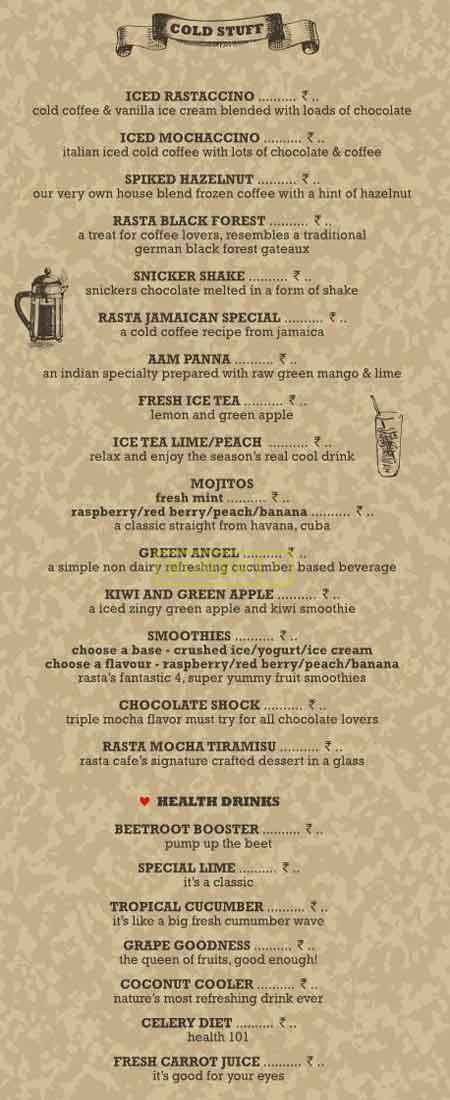 COLD STUFF
ICED RASTACCINO .......... ₹ ..
cold coffee & vanilla ice cream blended with loads of chocolate
ICED MOCHACCINO .......... ₹ ..
italian iced cold coffee with lots of chocolate & coffee
SPIKED HAZELNUT .......... ₹ ..
our very own house blend frozen coffee with a hint of hazelnut
RASTA BLACK FOREST .......... ₹ ..
a treat for coffee lovers, resembles a traditional
german black forest gateaux
SNICKER SHAKE .......... ₹ ..
snickers chocolate melted in a form of shake
RASTA JAMAICAN SPECIAL .......... ₹ ..
a cold coffee recipe from jamaica
AAM PANNA .......... ₹ ..
an indian specialty prepared with raw green mango & lime
FRESH ICE TEA .......... ₹ ..
lemon and green apple
ICE TEA LIME/PEACH .......... ₹ ..
relax and enjoy the season's real cool drink
MOJITOS
fresh mint .......... ₹ ..
raspberry/red berry/peach/banana .......... ₹ ..
a classic straight from havana, cuba
GREEN ANGEL .......... ₹ ..
a simple non dairy refreshing cucumber based beverage
KIWI AND GREEN APPLE .......... ₹ ..
a iced zingy green apple and kiwi smoothie
SMOOTHIES .......... ₹ ..
choose a base - crushed ice/yogurt/ice cream
choose a flavour - raspberry/red berry/peach/banana
rasta's fantastic 4, super yummy fruit smoothies
CHOCOLATE SHOCK .......... ₹ ..
triple mocha flavor must try for all chocolate lovers
RASTA MOCHA TIRAMISU .......... ₹ ..
rasta cafe's signature crafted dessert in a glass
♥ HEALTH DRINKS
BEETROOT BOOSTER .......... ₹ ..
pump up the beet
SPECIAL LIME .......... ₹ ..
it's a classic
TROPICAL CUCUMBER .......... ₹ ..
it's like a big fresh cumumber wave
GRAPE GOODNESS .......... ₹ ..
the queen of fruits, good enough!
COCONUT COOLER .......... ₹ ..
nature's most refreshing drink ever
CELERY DIET .......... ₹ ..
health 101
FRESH CARROT JUICE .......... ₹ ..
it's good for your eyes